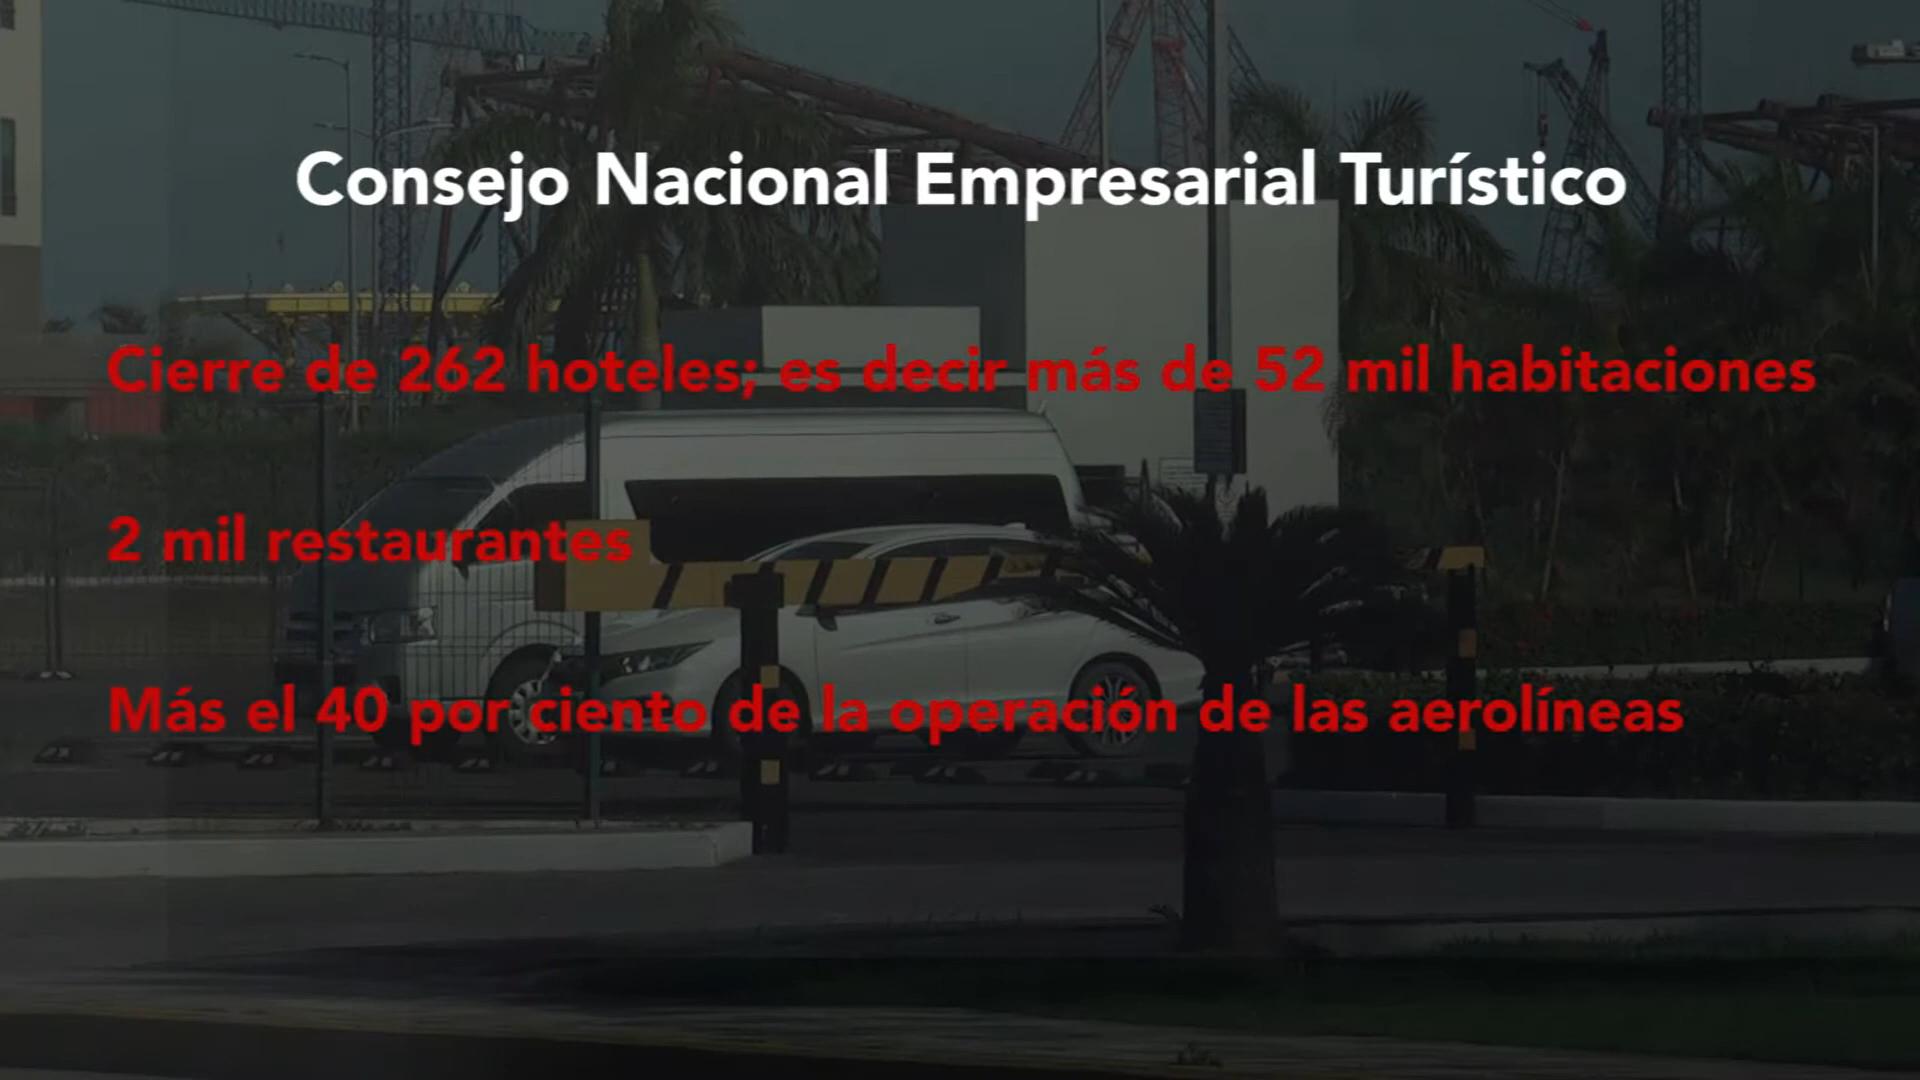 Consejo Nacional Empresarial Turístico
Cierre de 262 hoteles; es decir más de 52 mil habitaciones
2 mil restaurantes
Más el 40 por ciento de la operación de las aerolíneas